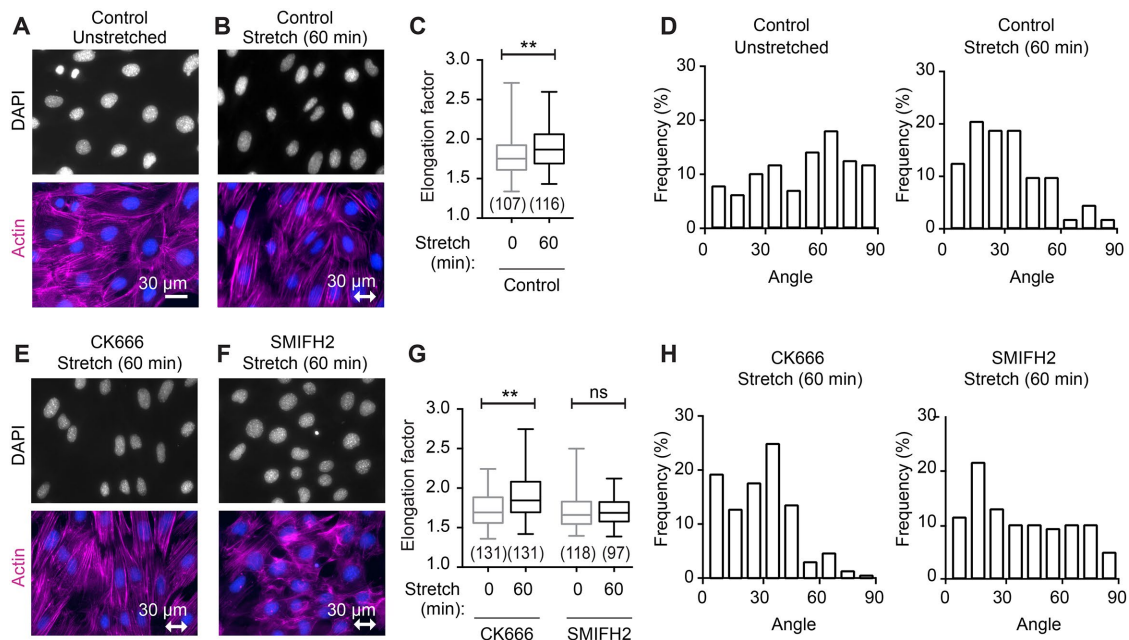 A
Control
Unstretched
DAPI
Actin
30 µm
B
Control
Stretch (60 min)
30 µm
C
**
3.0
2.5
2.0
1.5
1.0
Elongation factor
(107) (116)
Stretch
(min):
0 60
Control
D
Control
Unstretched
30
20
10
0
Frequency (%)
0 30 60 90
Angle
Control
Stretch (60 min)
30
20
10
0
Frequency (%)
0 30 60 90
Angle
E
CK666
Stretch (60 min)
DAPI
Actin
30 µm
F
SMIFH2
Stretch (60 min)
30 µm
G
** ns
3.0
2.5
2.0
1.5
1.0
Elongation factor
(131)(131) (118) (97)
Stretch
(min):
0 60 0 60
CK666 SMIFH2
H
CK666
Stretch (60 min)
30
20
10
0
Frequency (%)
0 30 60 90
Angle
SMIFH2
Stretch (60 min)
30
20
10
0
Frequency (%)
0 30 60 90
Angle